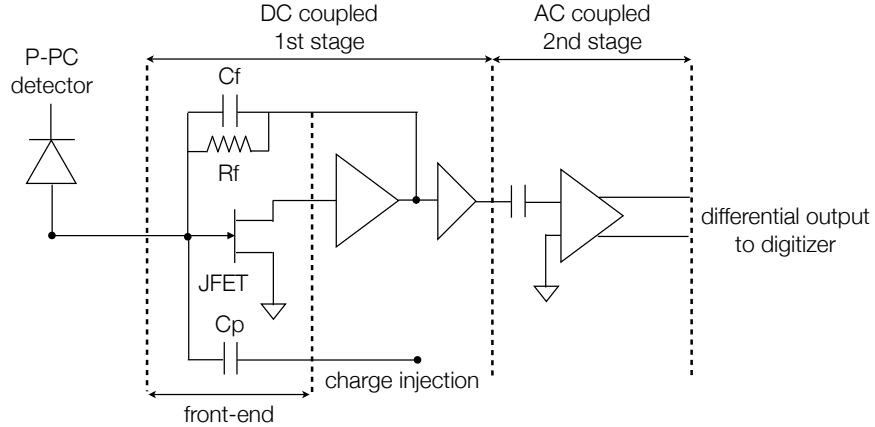 DC coupled
1st stage
AC coupled
2nd stage
P-PC
detector
Cf
Rf
JFET
Cp
charge injection
front-end
differential output
to digitizer